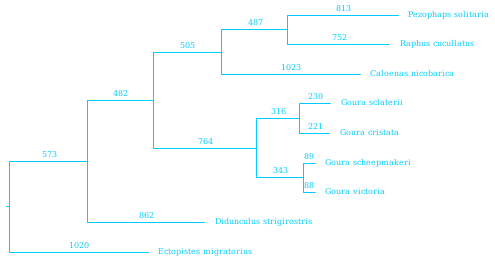 813
Pezophaps solitaria
487
752
Raphus cucullatus
505
1023
Caloenas nicobarica
482
230
Goura sclaterii
316
221
Goura cristata
764
89
Goura scheepmakeri
573
343
88
Goura victoria
862
Didunculus strigirostris
1020
Ectopistes migratorius